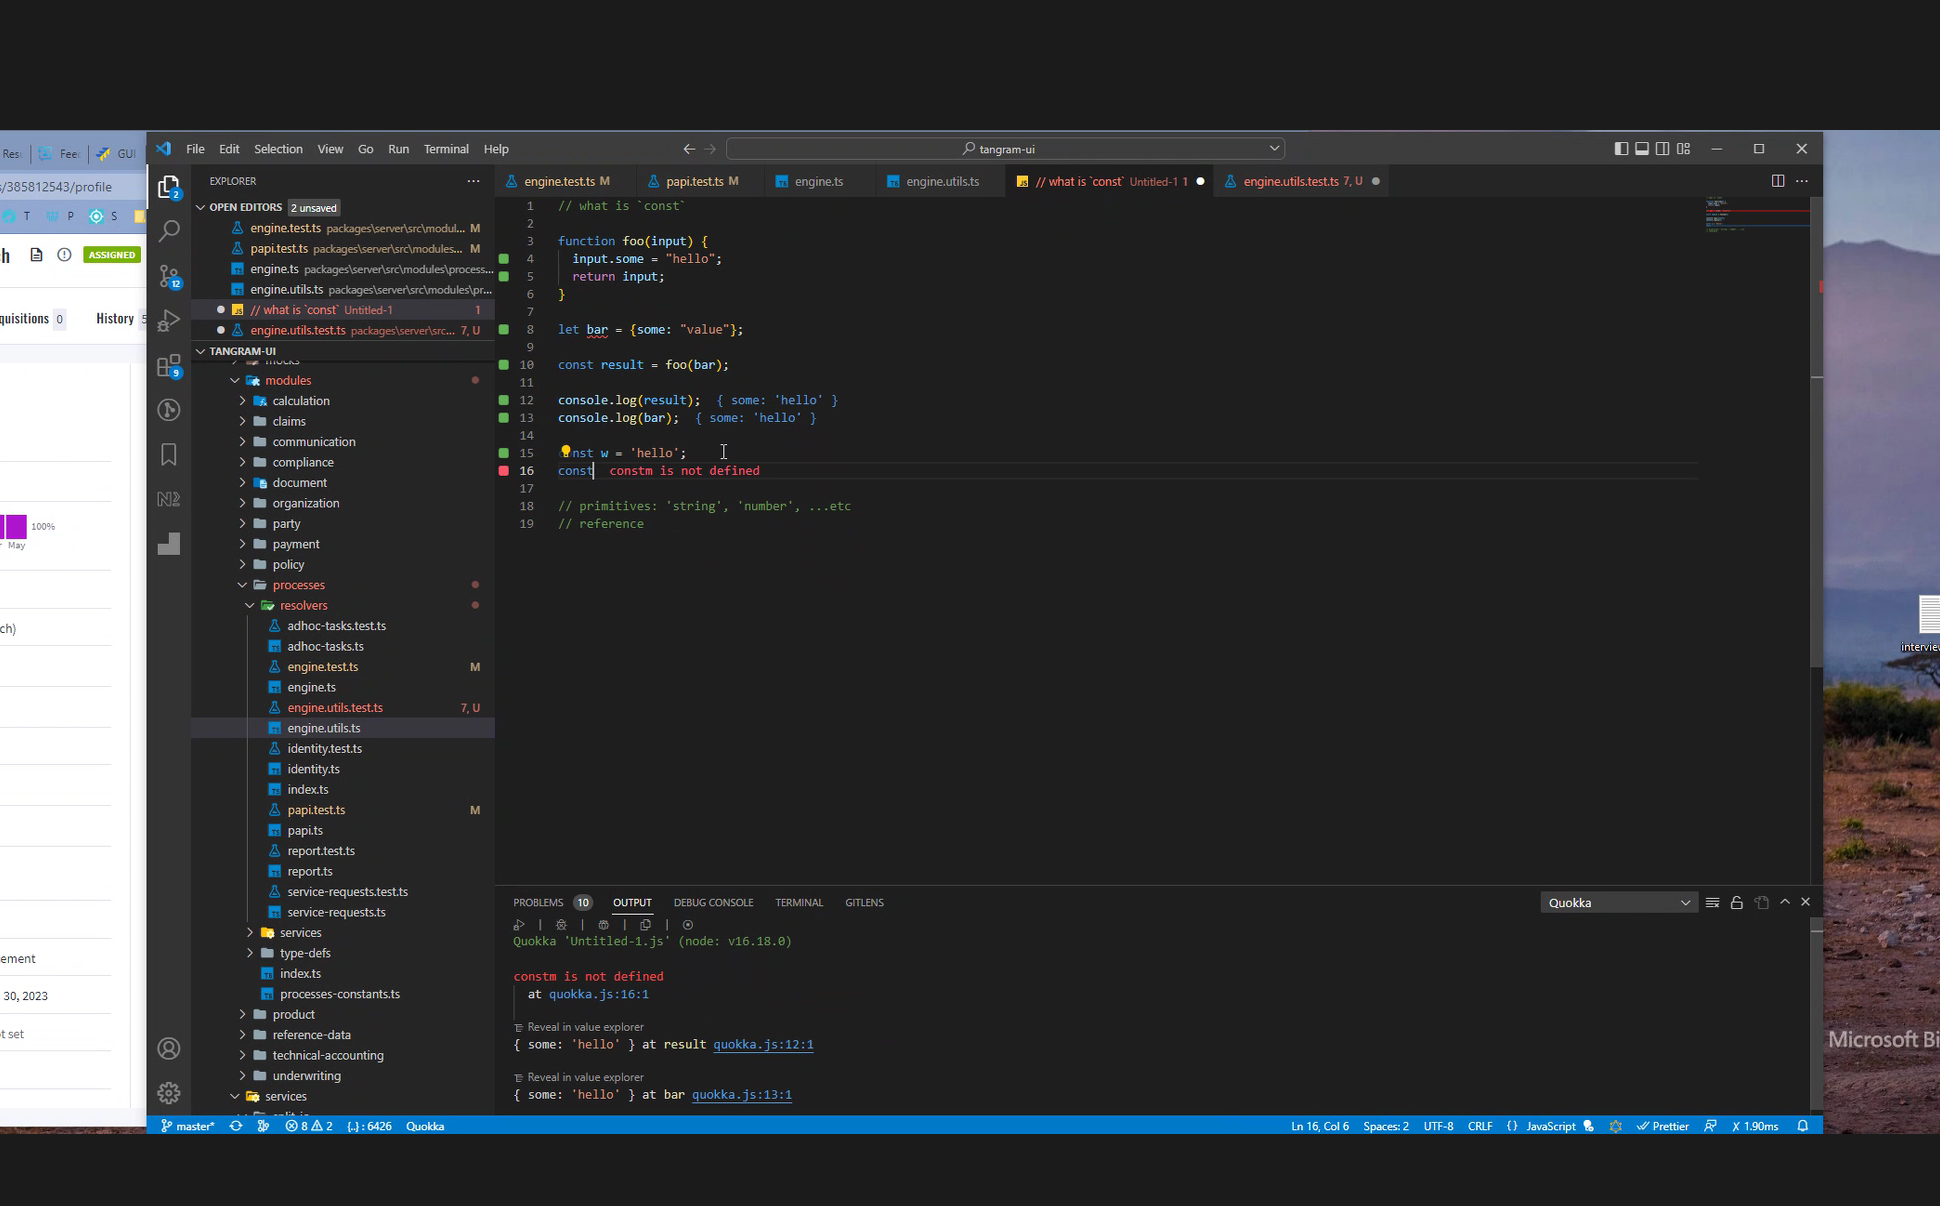 Res
Fee
GUI
s/385812543/profile
T P S
ch
ASSIGNED
quisitions 0 History 5
100%
May
ch)
ement
30, 2023
t set
File Edit Selection View Go Run Terminal Help
tangram-ui
EXPLORER
OPEN EDITORS 2 unsaved
engine.test.ts packages\server\src\modul... M
papi.test.ts packages\server\src\modules... M
engine.ts packages\server\src\modules\process...
engine.utils.ts packages\server\src\modules\pr...
// what is `const` Untitled-1 1
engine.utils.test.ts packages\server\src... 7, U
TANGRAM-UI
mocks
modules
calculation
claims
communication
compliance
document
organization
party
payment
policy
processes
resolvers
adhoc-tasks.test.ts
adhoc-tasks.ts
engine.test.ts M
engine.ts
engine.utils.test.ts 7, U
engine.utils.ts
identity.test.ts
identity.ts
index.ts
papi.test.ts M
papi.ts
report.test.ts
report.ts
service-requests.test.ts
service-requests.ts
services
type-defs
index.ts
processes-constants.ts
product
reference-data
technical-accounting
underwriting
services
2
12
9
engine.test.ts M papi.test.ts M engine.ts engine.utils.ts // what is `const` Untitled-1 1 engine.utils.test.ts 7, U
1 // what is `const`
2
3 function foo(input) {
4 input.some = "hello";
5 return input;
6 }
7
8 let bar = {some: "value"};
9
10 const result = foo(bar);
11
12 console.log(result); { some: 'hello' }
13 console.log(bar); { some: 'hello' }
14
15 nst w = 'hello';
16 const constm is not defined
17
18 // primitives: 'string', 'number', ...etc
19 // reference
PROBLEMS 10 OUTPUT DEBUG CONSOLE TERMINAL GITLENS
Quokka
Quokka 'Untitled-1.js' (node: v16.18.0)
constm is not defined
at quokka.js:16:1
Reveal in value explorer
{ some: 'hello' } at result quokka.js:12:1
Reveal in value explorer
{ some: 'hello' } at bar quokka.js:13:1
master* 8 2 {..} : 6426 Quokka
Ln 16, Col 6 Spaces: 2 UTF-8 CRLF {} JavaScript Prettier X 1.90ms
interview
Microsoft Bi